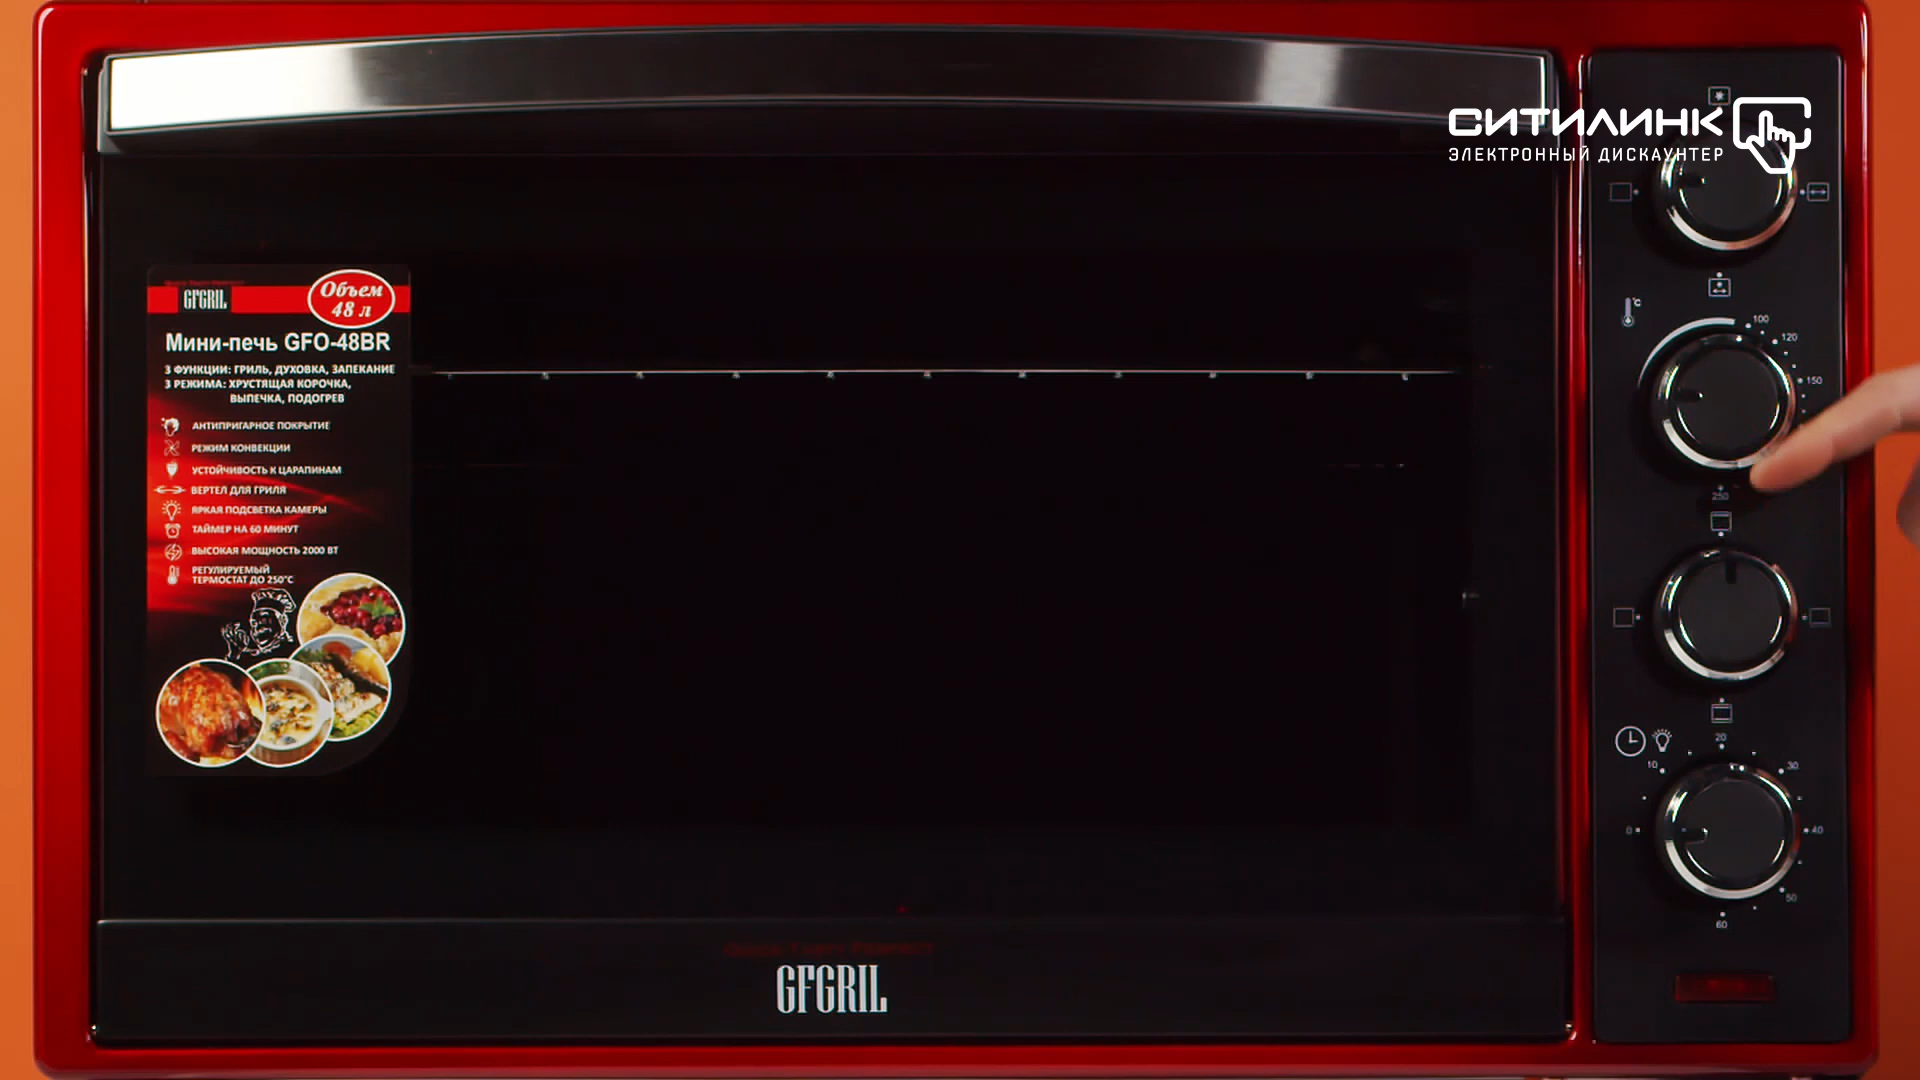 СИТИЛИНК
ЭЛЕКТРОННЫЙ ДИСКАУНТЕР
GFGRIL
Объем
48 л
Мини-печь GFO-48BR
3 ФУНКЦИИ: ГРИЛЬ, ДУХОВКА, ЗАПЕКАНИЕ
3 РЕЖИМА: ХРУСТЯЩАЯ КОРОЧКА,
ВЫПЕЧКА, ПОДОГРЕВ
АНТИПРИГАРНОЕ ПОКРЫТИЕ
РЕЖИМ КОНВЕКЦИИ
УСТОЙЧИВОСТЬ К ЦАРАПИНАМ
ВЕРТЕЛ ДЛЯ ГРИЛЯ
ЯРКАЯ ПОДСВЕТКА КАМЕРЫ
ТАЙМЕР НА 60 МИНУТ
ВЫСОКАЯ МОЩНОСТЬ 2000 ВТ
РЕГУЛИРУЕМЫЙ
ТЕРМОСТАТ ДО 250°С
°C
100
120
150
250
0
10
20
30
40
50
60
GFGRIL